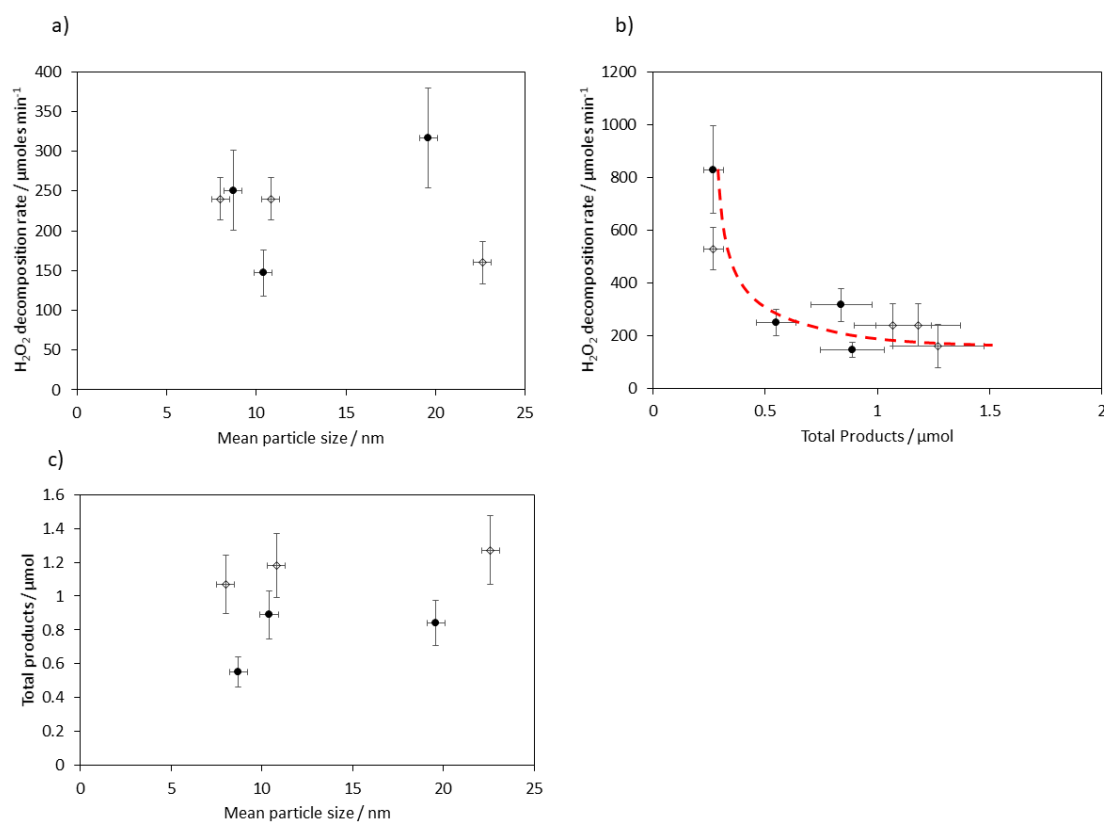 a)
H₂O₂ decomposition rate / μmoles min⁻¹
400
350
300
250
200
150
100
50
0
0 5 10 15 20 25
Mean particle size / nm
b)
H₂O₂ decomposition rate / μmoles min⁻¹
1200
1000
800
600
400
200
0
0 0.5 1 1.5 2
Total Products / μmol
c)
Total products / μmol
1.6
1.4
1.2
1
0.8
0.6
0.4
0.2
0
0 5 10 15 20 25
Mean particle size / nm